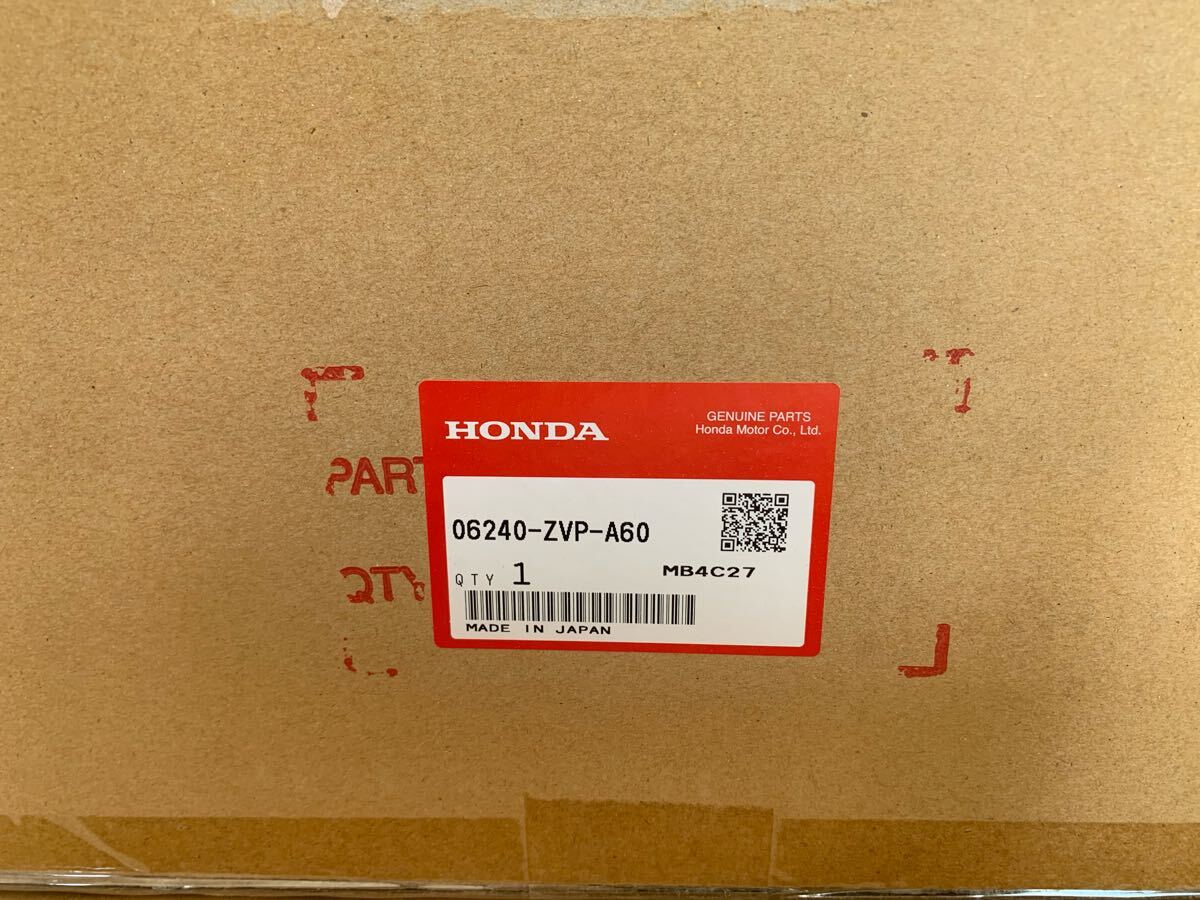 HONDA
GENUINE PARTS
Honda Motor Co., Ltd.
PART
06240-ZVP-A60
QTY 1
MB4C27
QTY
MADE IN JAPAN